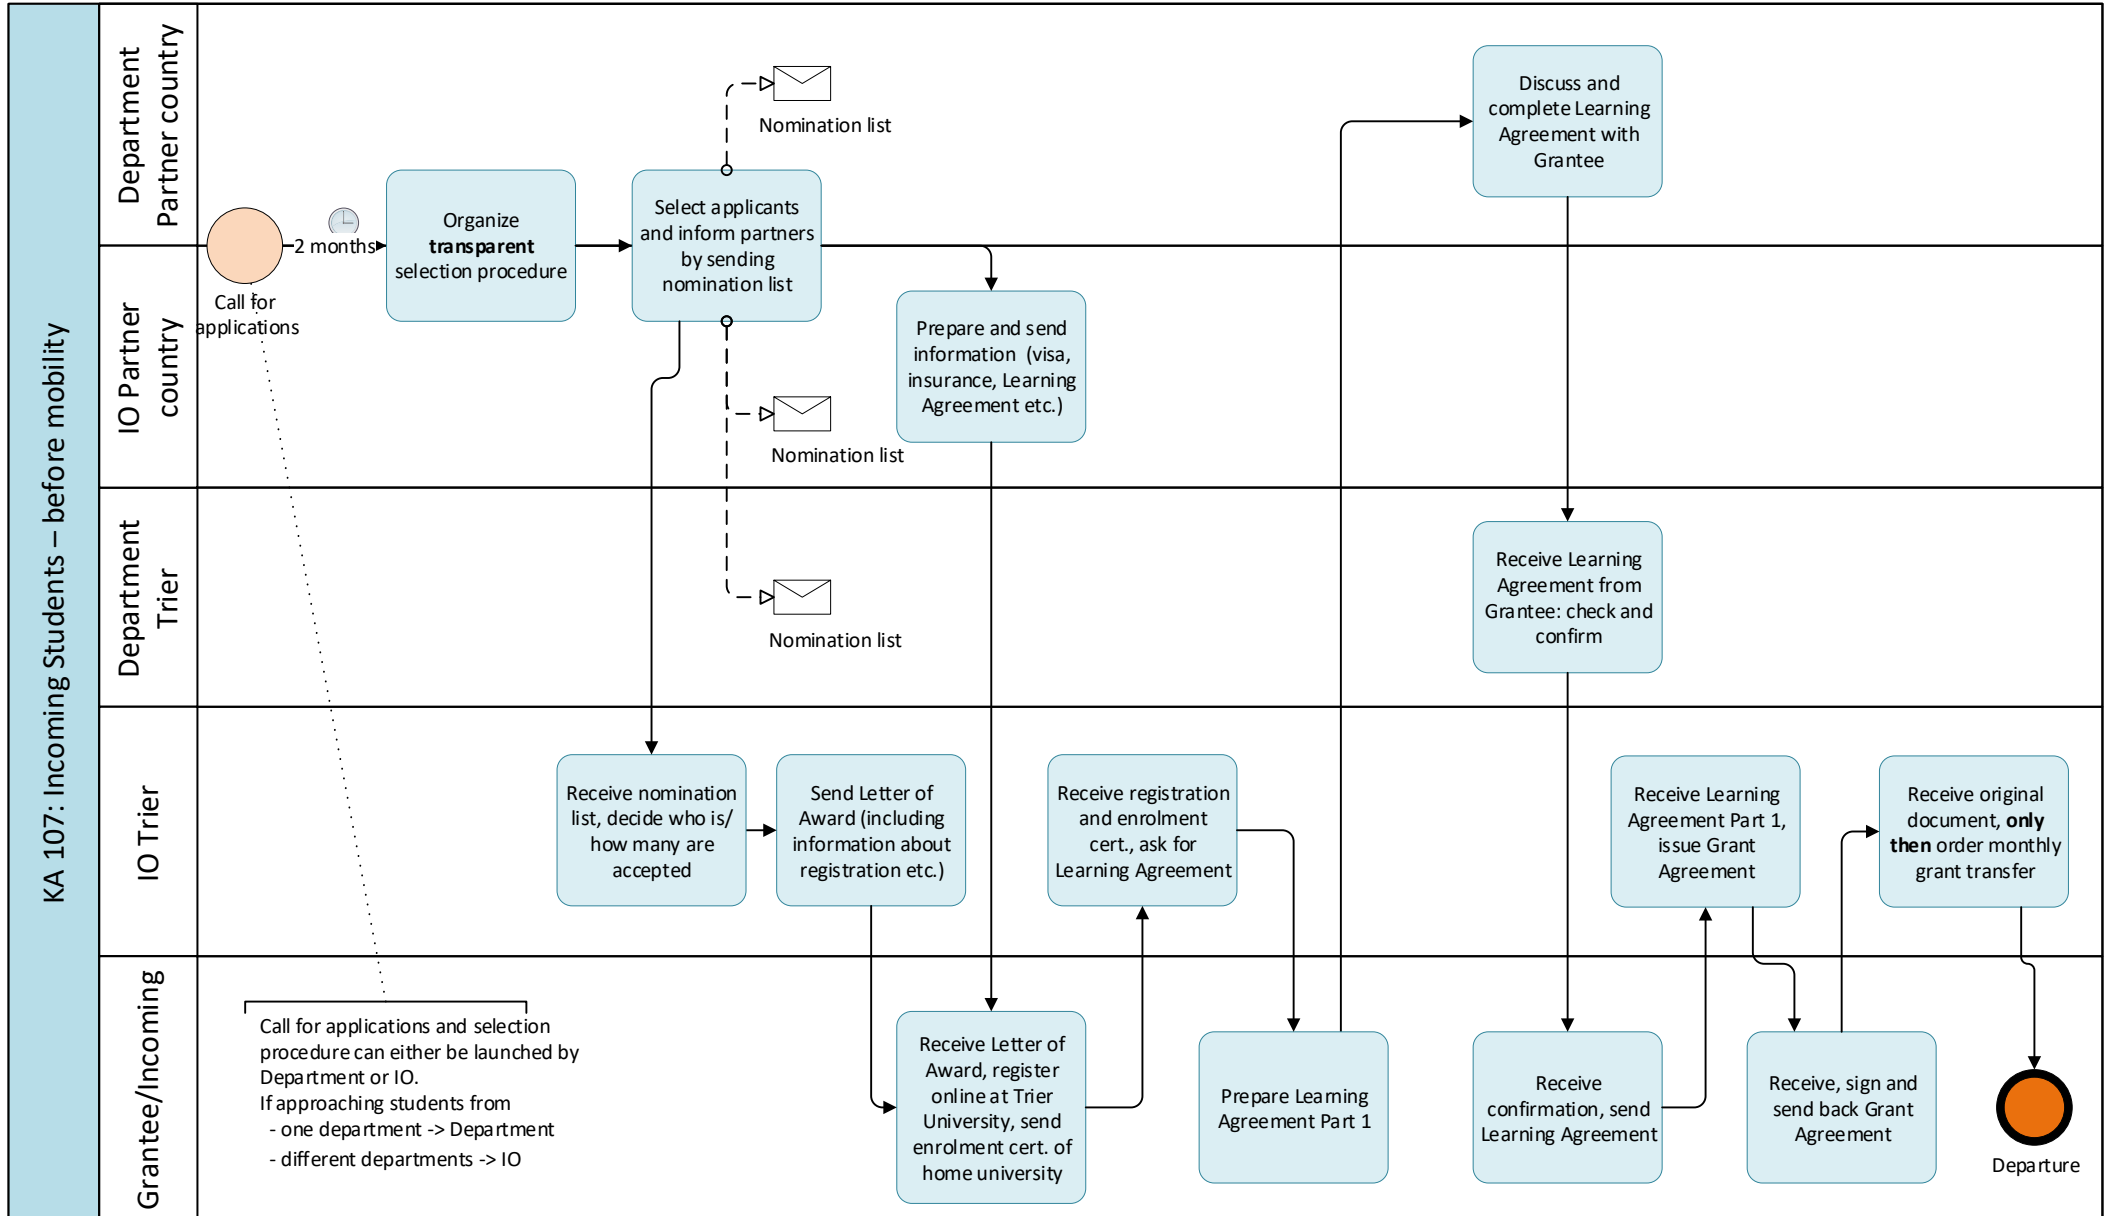 KA 107: Incoming Students – before mobility
Department
Partner country
IO Partner
country
Department
Trier
IO Trier
Grantee/Incoming
Call for
applications
2 months
Organize
transparent
selection procedure
Select applicants
and inform partners
by sending
nomination list
Nomination list
Nomination list
Nomination list
Prepare and send
information (visa,
insurance, Learning
Agreement etc.)
Discuss and
complete Learning
Agreement with
Grantee
Receive Learning
Agreement from
Grantee: check and
confirm
Receive nomination
list, decide who is/
how many are
accepted
Send Letter of
Award (including
information about
registration etc.)
Receive registration
and enrolment
cert., ask for
Learning Agreement
Receive Learning
Agreement Part 1,
issue Grant
Agreement
Receive original
document, only
then order monthly
grant transfer
Call for applications and selection
procedure can either be launched by
Department or IO.
If approaching students from
- one department -> Department
- different departments -> IO
Receive Letter of
Award, register
online at Trier
University, send
enrolment cert. of
home university
Prepare Learning
Agreement Part 1
Receive
confirmation, send
Learning Agreement
Receive, sign and
send back Grant
Agreement
Departure